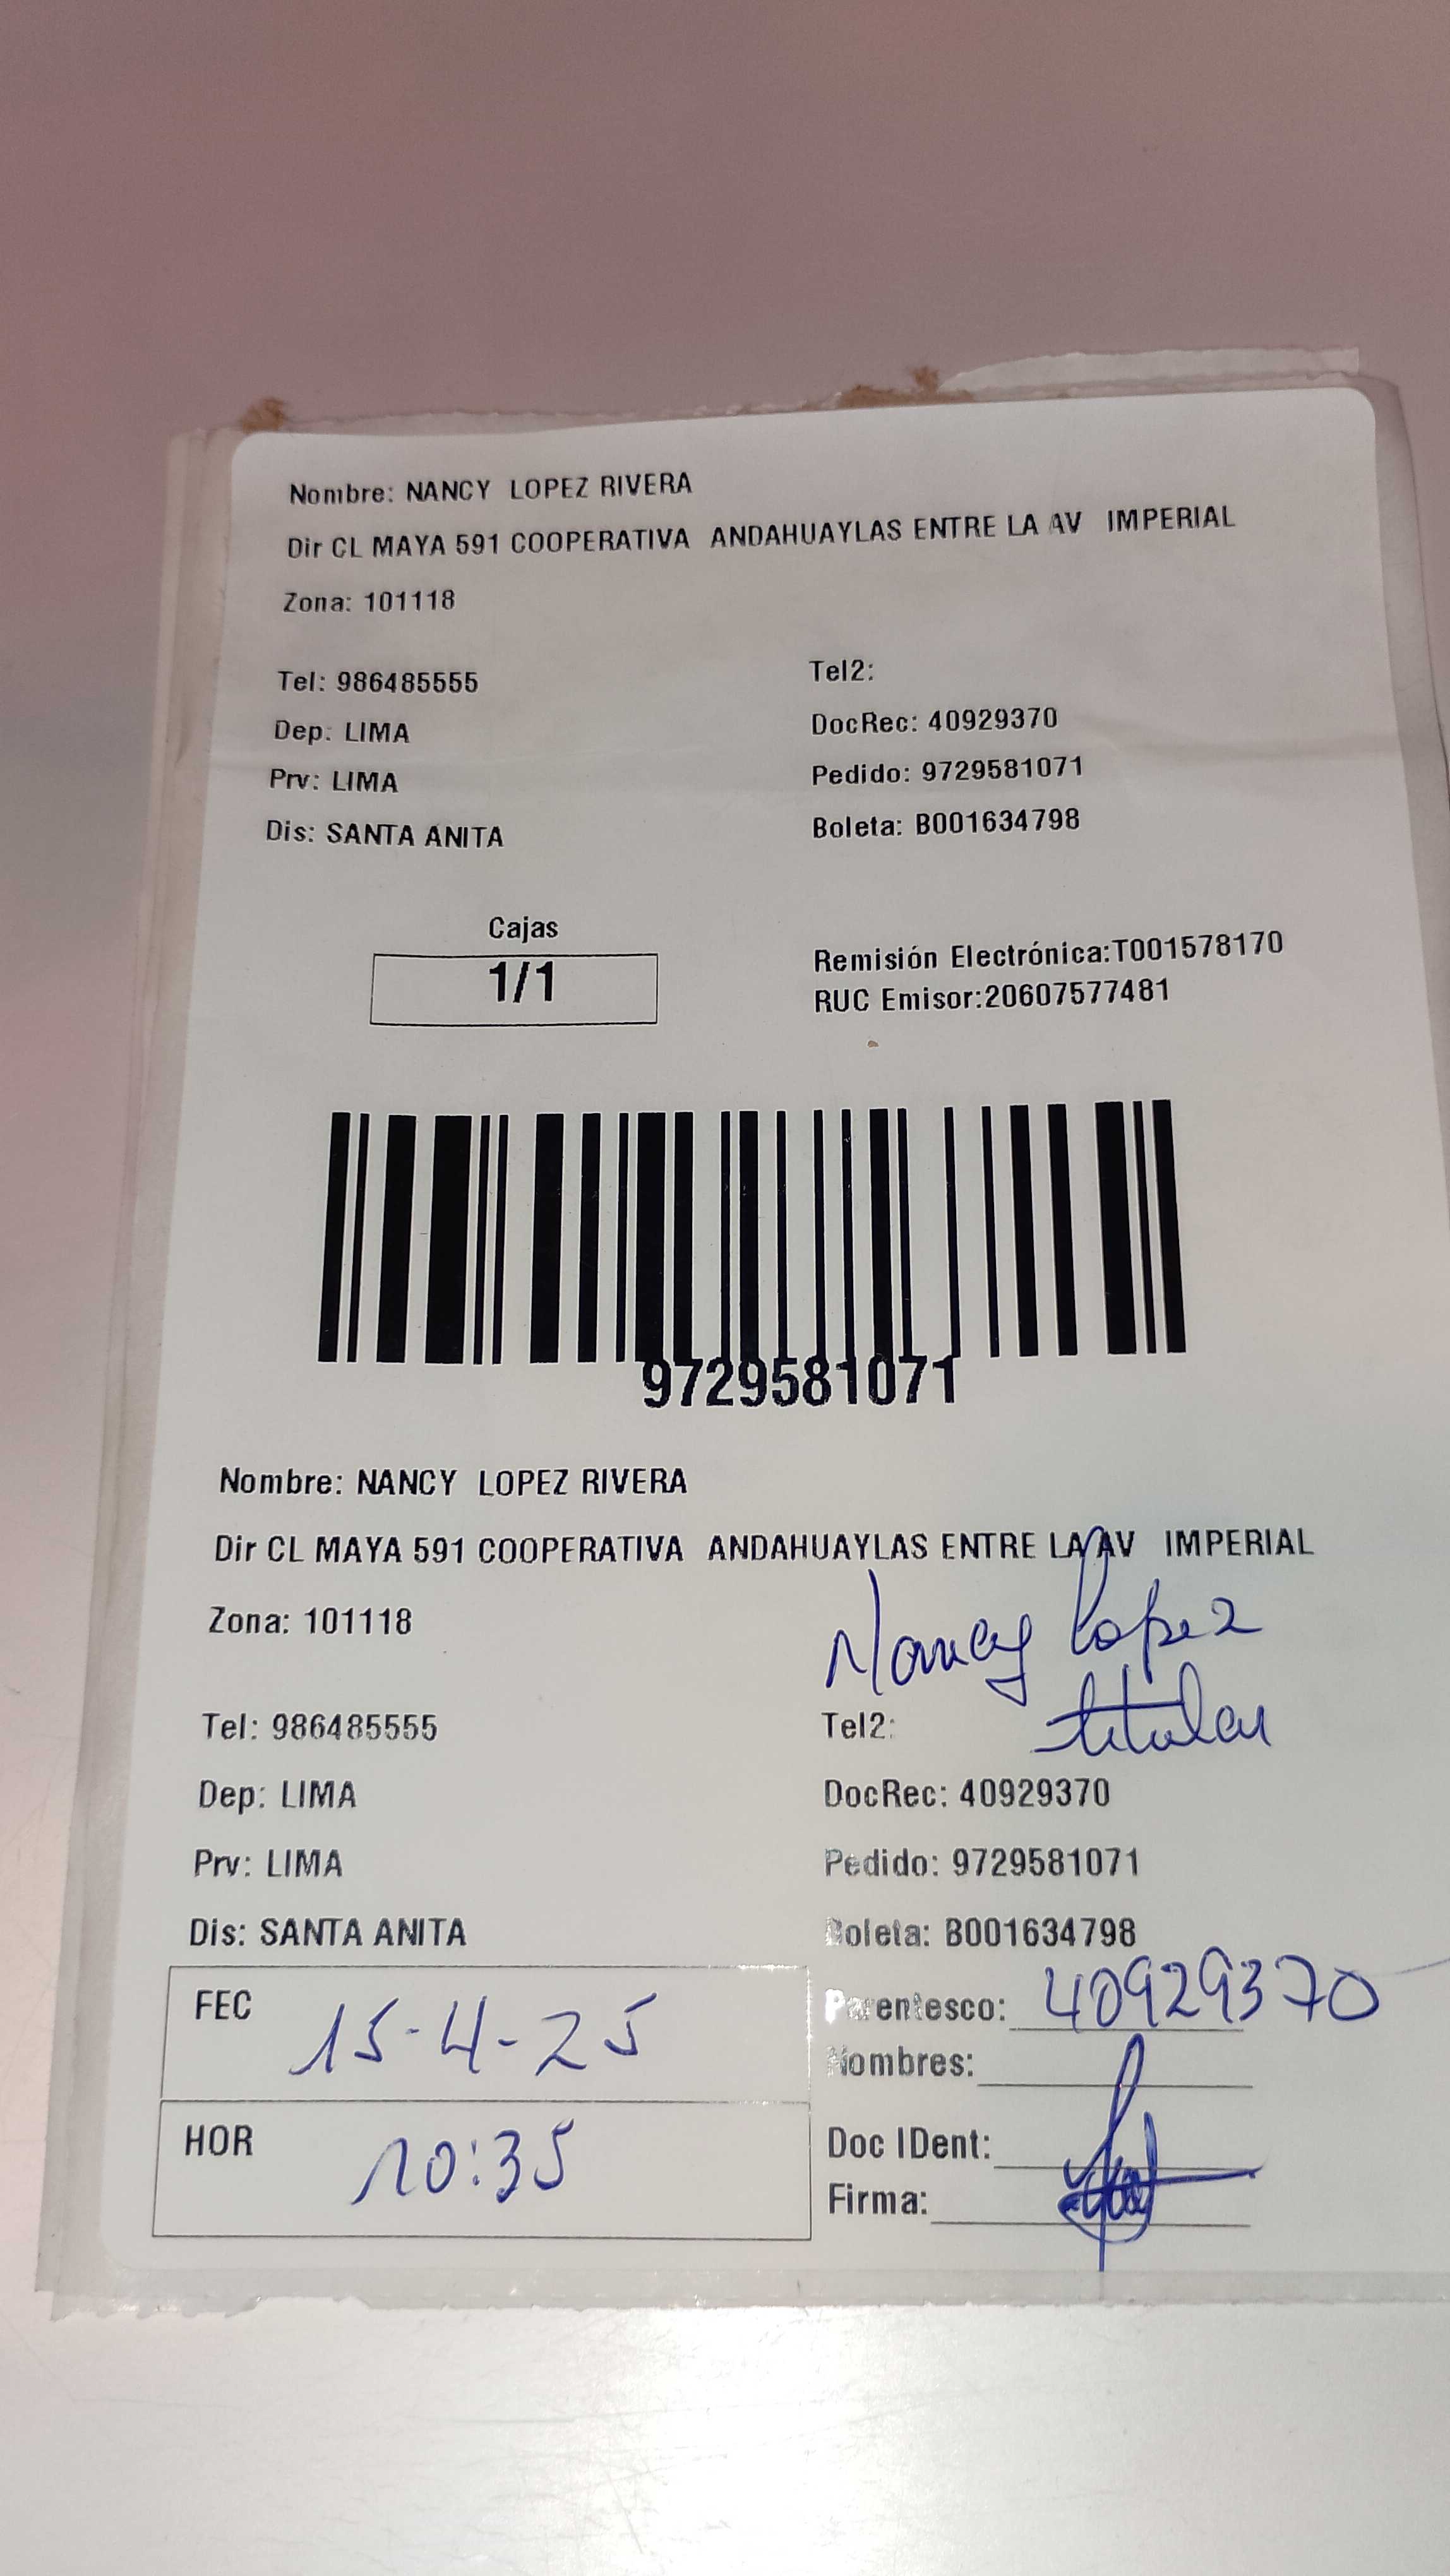 Nombre: NANCY LOPEZ RIVERA
Dir CL MAYA 591 COOPERATIVA ANDAHUAYLAS ENTRE LA AV IMPERIAL
Zona: 101118
Tel: 986485555 Tel2:
Dep: LIMA DocRec: 40929370
Prv: LIMA Pedido: 9729581071
Dis: SANTA ANITA Boleta: B001634798
Cajas
1/1
Remisión Electrónica:T001578170
RUC Emisor:20607577481
9729581071
Nombre: NANCY LOPEZ RIVERA
Dir CL MAYA 591 COOPERATIVA ANDAHUAYLAS ENTRE LA AV IMPERIAL
Zona: 101118
Nancy Lopez
titular
Tel: 986485555 Tel2:
Dep: LIMA DocRec: 40929370
Prv: LIMA Pedido: 9729581071
Dis: SANTA ANITA Boleta: B001634798
FEC 15-4-25
Parentesco: 40929370
Nombres:
HOR 10:35
Doc IDent:
Firma: